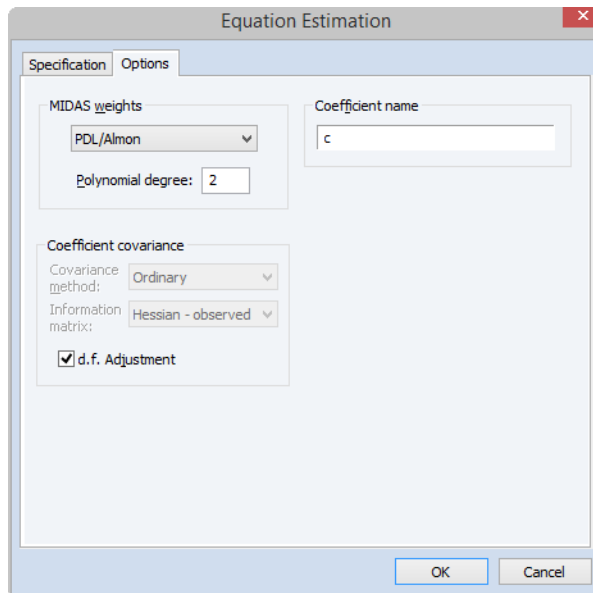 Equation Estimation
Specification
Options
MIDAS weights
PDL/Almon
Polynomial degree: 2
Coefficient name
c
Coefficient covariance
Covariance
method:
Ordinary
Information
matrix:
Hessian - observed
d.f. Adjustment
OK
Cancel